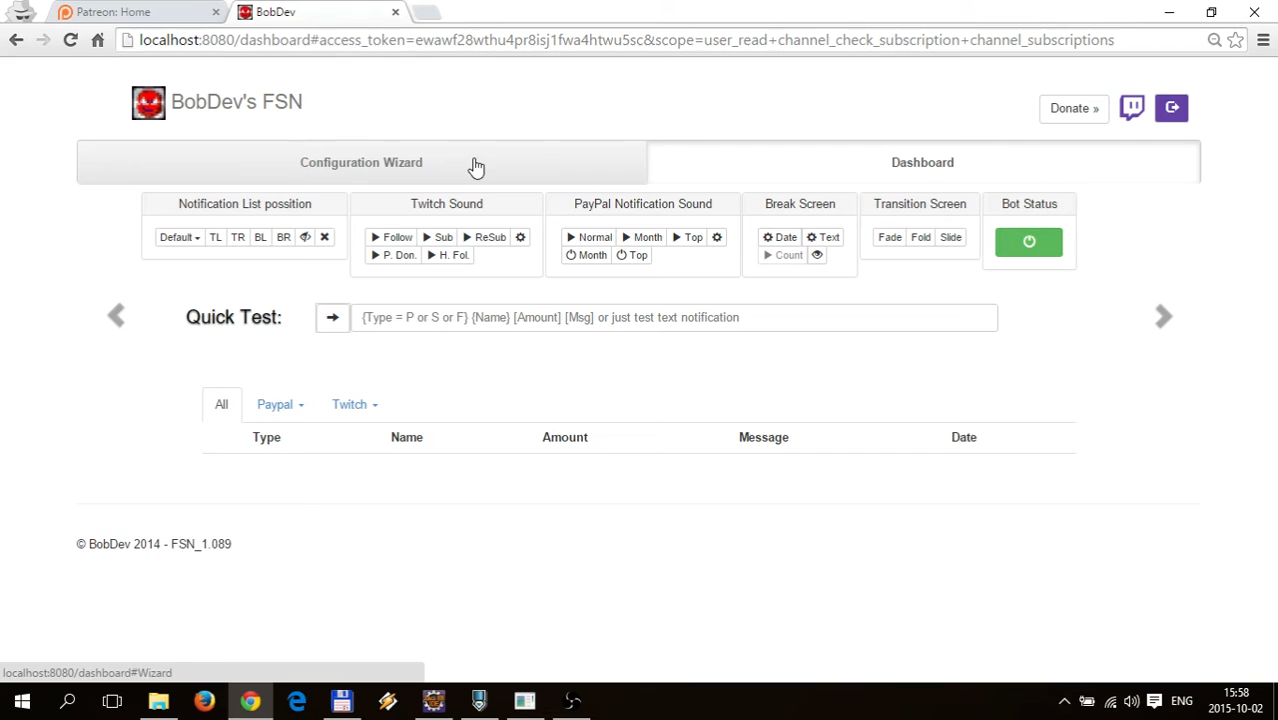 Patreon: Home
BobDev
localhost:8080/dashboard#access_token=ewawf28wthu4pr8isj1fwa4htwu5sc&scope=user_read+channel_check_subscription+channel_subscriptions
BobDev's FSN
Donate »
Configuration Wizard
Dashboard
Notification List possition
Twitch Sound
PayPal Notification Sound
Break Screen
Transition Screen
Bot Status
Default TL TR BL BR
Follow Sub ReSub
Normal Month Top
Date Text
Fade Fold Slide
P. Don. H. Fol.
Month Top
Count
Quick Test:
{Type = P or S or F} {Name} [Amount] [Msg] or just test text notification
All Paypal Twitch
Type Name Amount Message Date
© BobDev 2014 - FSN_1.089
localhost:8080/dashboard#Wizard
ENG
15:58
2015-10-02